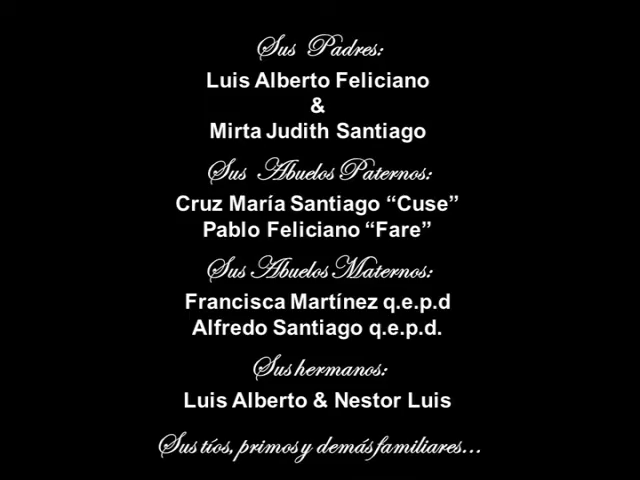 Sus Padres:
Luis Alberto Feliciano
&
Mirta Judith Santiago
Sus Abuelos Paternos:
Cruz María Santiago “Cuse”
Pablo Feliciano “Fare”
Sus Abuelos Maternos:
Francisca Martínez q.e.p.d
Alfredo Santiago q.e.p.d.
Sus hermanos:
Luis Alberto & Nestor Luis
Sus tíos, primos y demás familiares...